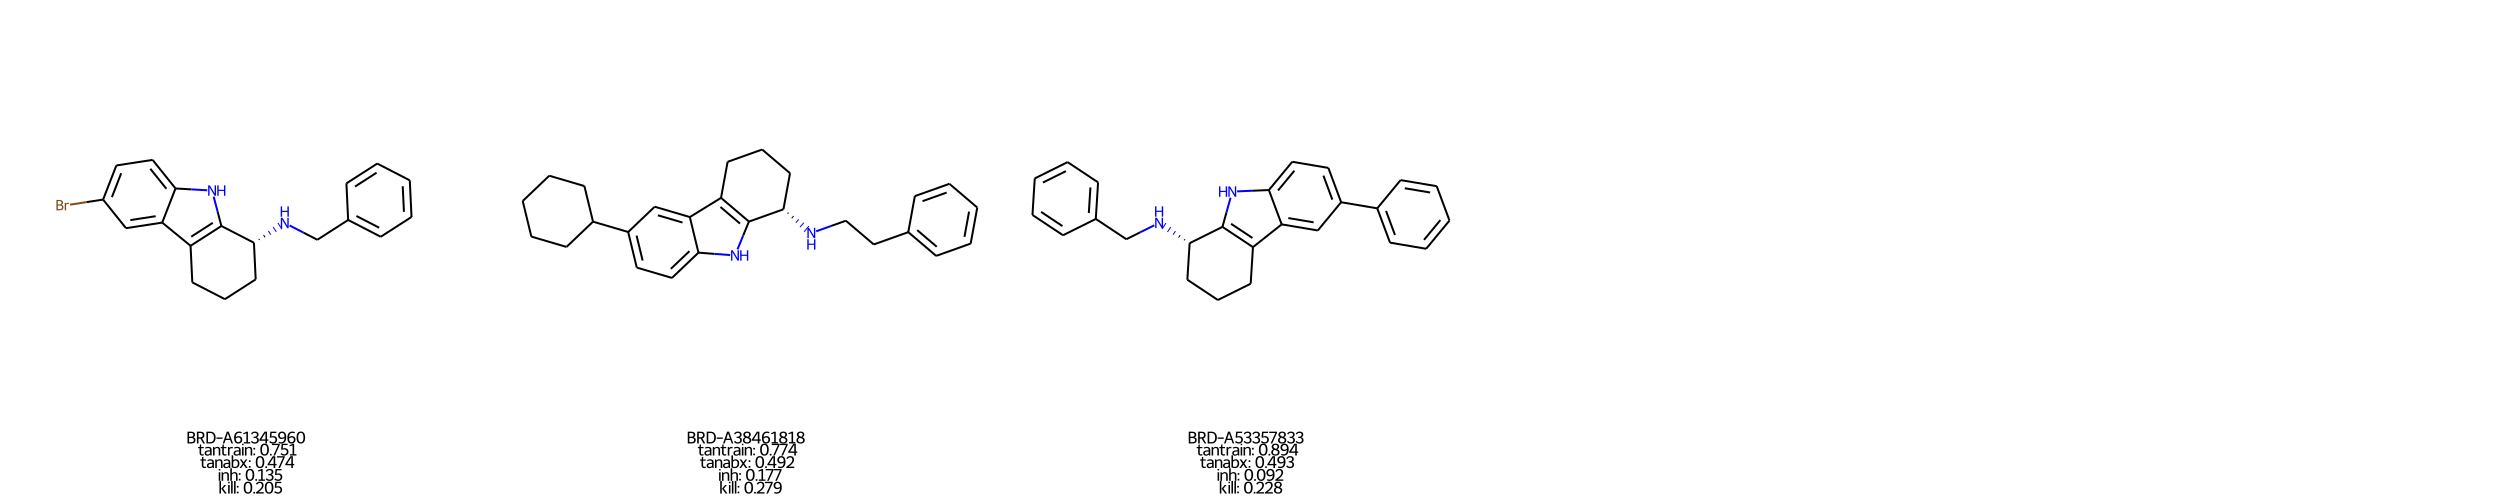 Br
NH
H
N
N
H
NH
H
N
HN
BRD-A61345960
tantrain: 0.751
tanabx: 0.474
inh: 0.135
kill: 0.205
BRD-A38461818
tantrain: 0.774
tanabx: 0.492
inh: 0.177
kill: 0.279
BRD-A53357833
tantrain: 0.894
tanabx: 0.493
inh: 0.092
kill: 0.228